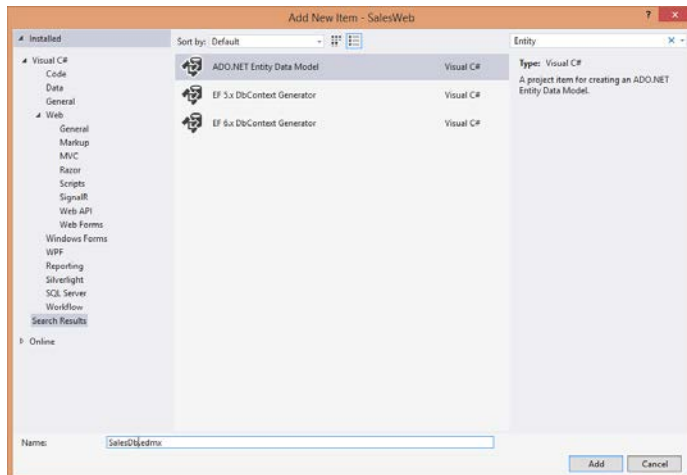 Add New Item - SalesWeb
?
Installed
Sort by: Default
Entity
Visual C#
Code
Data
General
Web
General
Markup
MVC
Razor
Scripts
SignalR
Web API
Web Forms
Windows Forms
WPF
Reporting
Silverlight
SQL Server
Workflow
Search Results
Online
ADO.NET Entity Data Model Visual C#
EF 5.x DbContext Generator Visual C#
EF 6.x DbContext Generator Visual C#
Type: Visual C#
A project item for creating an ADO.NET
Entity Data Model.
Name: SalesDb.edmx
Add Cancel